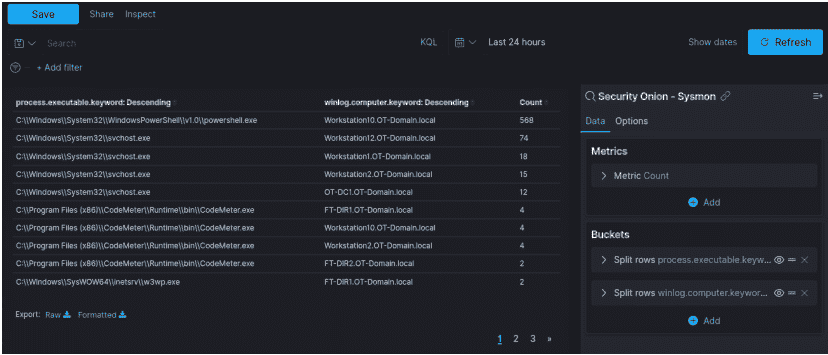 Save Share Inspect
Search KQL Last 24 hours Show dates Refresh
+ Add filter
process.executable.keyword: Descending winlog.computer.keyword: Descending Count
C:\\Windows\\System32\\WindowsPowerShell\\v1.0\\powershell.exe Workstation10.OT-Domain.local 568
C:\\Windows\\System32\\svchost.exe Workstation12.OT-Domain.local 74
C:\\Windows\\System32\\svchost.exe Workstation1.OT-Domain.local 18
C:\\Windows\\System32\\svchost.exe Workstation2.OT-Domain.local 15
C:\\Windows\\System32\\svchost.exe OT-DC1.OT-Domain.local 12
C:\\Program Files (x86)\\CodeMeter\\Runtime\\bin\\CodeMeter.exe FT-DIR1.OT-Domain.local 4
C:\\Program Files (x86)\\CodeMeter\\Runtime\\bin\\CodeMeter.exe Workstation10.OT-Domain.local 4
C:\\Program Files (x86)\\CodeMeter\\Runtime\\bin\\CodeMeter.exe Workstation2.OT-Domain.local 4
C:\\Program Files (x86)\\CodeMeter\\Runtime\\bin\\CodeMeter.exe FT-DIR2.OT-Domain.local 2
C:\\Windows\\SysWOW64\\inetsrv\\w3wp.exe FT-DIR1.OT-Domain.local 2
Export: Raw Formatted
1 2 3 »
Security Onion - Sysmon
Data Options
Metrics
Metric Count
Add
Buckets
Split rows process.executable.keyw...
Split rows winlog.computer.keywor...
Add